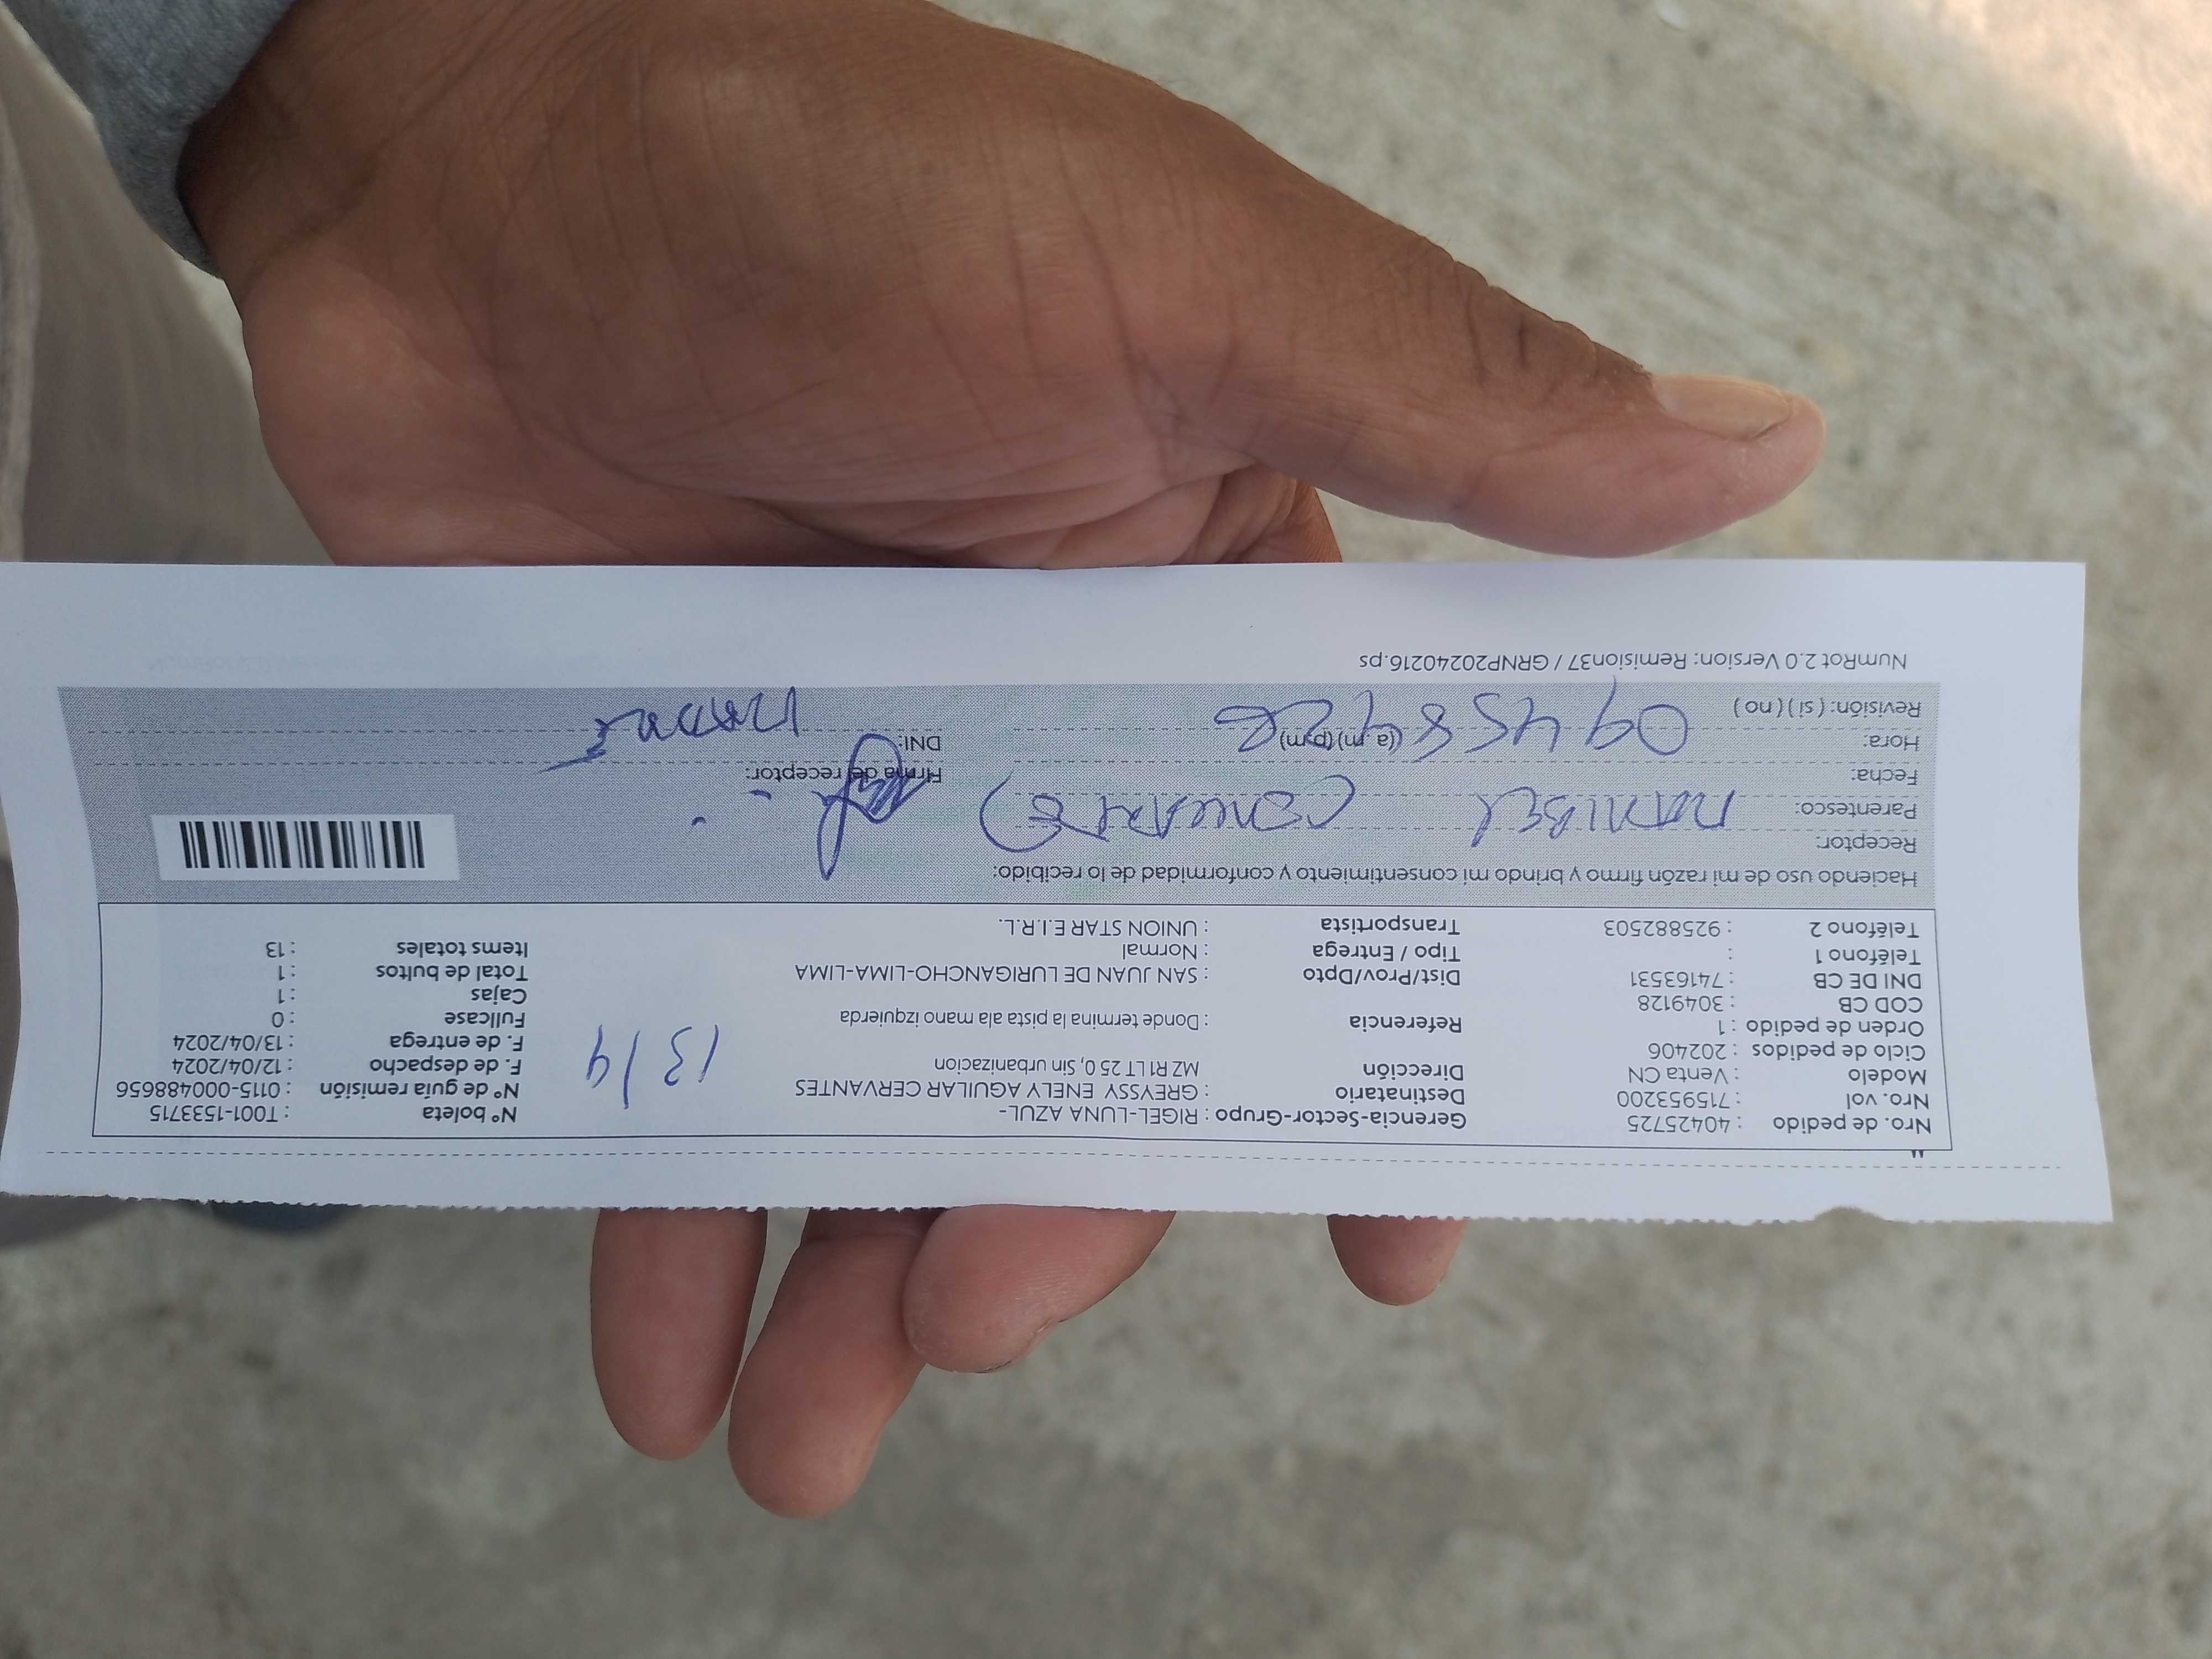 Nro. de pedido : 40425725 Gerencia-Sector-Grupo : RIGEL-LUNA AZUL- N° boleta : T001-1533715
Nro. vol : 715953200 Destinatario : GREYSSY ENELY AGUILAR CERVANTES N° de guía remisión : 0115-000488656
Modelo : Venta CN Dirección MZ R1 LT 25 0, Sin urbanizacion F. de despacho : 12/04/2024
Ciclo de pedidos : 202406 F. de entrega : 13/04/2024
13/4
Orden de pedido : 1 Referencia : Donde termina la pista ala mano izquierda Fullcase : 0
COD CB : 3049128 Cajas : 1
DNI DE CB : 74163531 Dist/Prov/Dpto : SAN JUAN DE LURIGANCHO-LIMA-LIMA Total de bultos : 1
Teléfono 1 : Tipo / Entrega : Normal Items totales : 13
Teléfono 2 : 925882503 Transportista : UNION STAR E.I.R.L.
Haciendo uso de mi razón firmo y brindo mi consentimiento y conformidad de lo recibido:
Receptor:
Parentesco:
Fecha:
Firma de receptor:
Hora: (a m) (p m)
DNI:
Revisión: ( si ) ( no )
NumRot 2.0 Version: Remision37 / GRNP20240216.ps